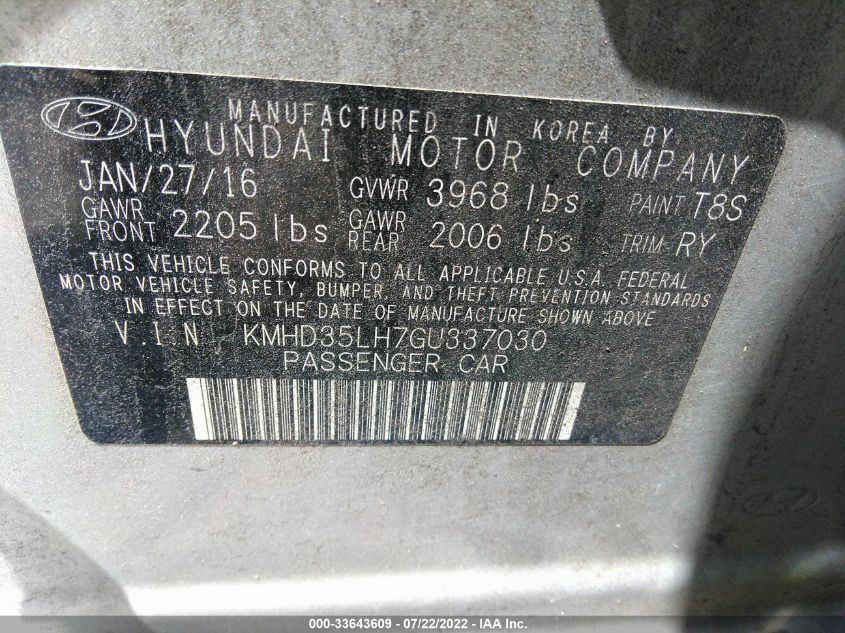 MANUFACTURED IN KOREA BY
HYUNDAI MOTOR COMPANY
JAN/27/16 GVWR 3968 lbs PAINT T8S
GAWR FRONT 2205 lbs GAWR REAR 2006 lbs TRIM RY
THIS VEHICLE CONFORMS TO ALL APPLICABLE U.S.A. FEDERAL
MOTOR VEHICLE SAFETY, BUMPER, AND THEFT PREVENTION STANDARDS
IN EFFECT ON THE DATE OF MANUFACTURE SHOWN ABOVE
V.I.N: KMHD35LH7GU337030
PASSENGER CAR
000-33643609 - 07/22/2022 - IAA Inc.